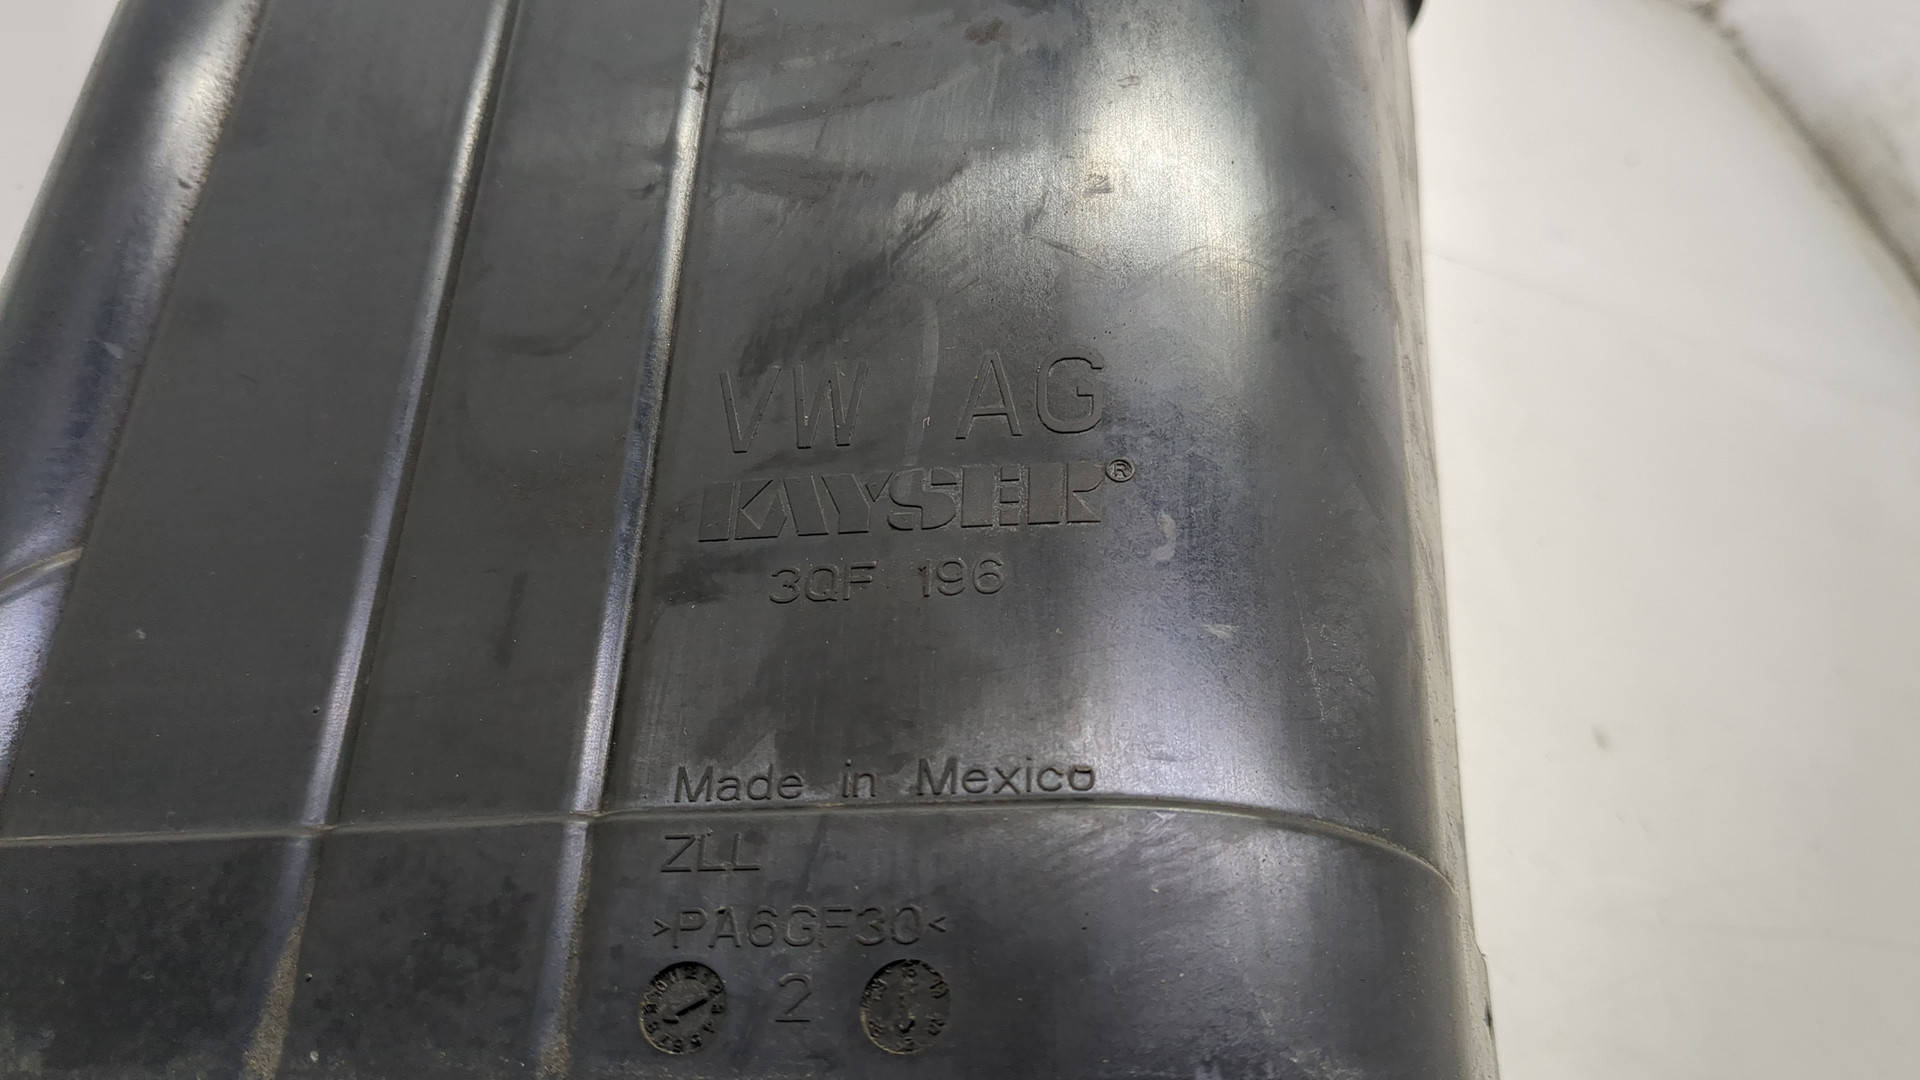 VW AG
KAYSER®
3QF 196
Made in Mexico
ZLL
>PA6GF30<
2